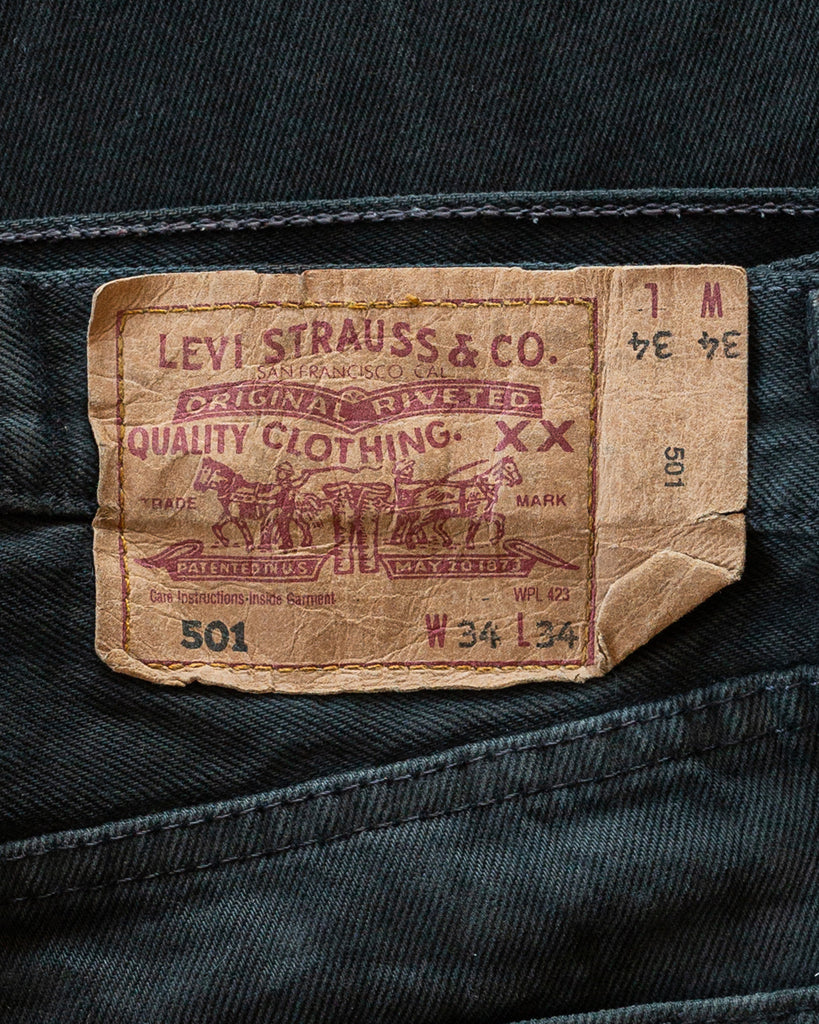 LEVI STRAUSS & CO.
SAN FRANCISCO CAL
ORIGINAL RIVETED
QUALITY CLOTHING. XX
TRADE MARK
PATENTED IN U.S. MAY 20 1873
Care Instructions-Inside Garment WPL 423
501 W 34 L 34
W L
34 34
501